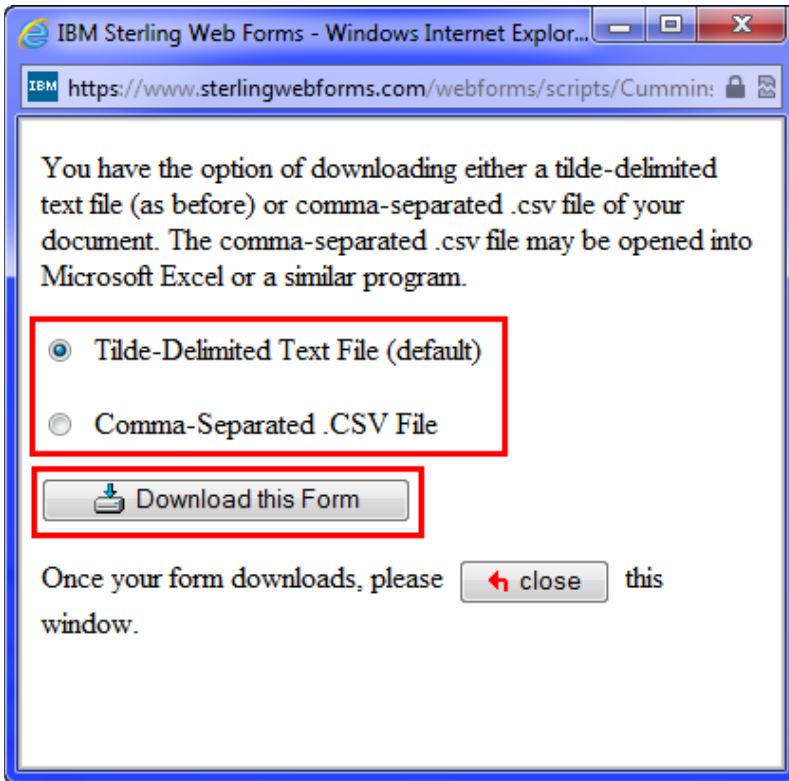 IBM Sterling Web Forms - Windows Internet Explor...
IBM https://www.sterlingwebforms.com/webforms/scripts/Cummins
You have the option of downloading either a tilde-delimited
text file (as before) or comma-separated .csv file of your
document. The comma-separated .csv file may be opened into
Microsoft Excel or a similar program.
Tilde-Delimited Text File (default)
Comma-Separated .CSV File
Download this Form
Once your form downloads, please close this
window.